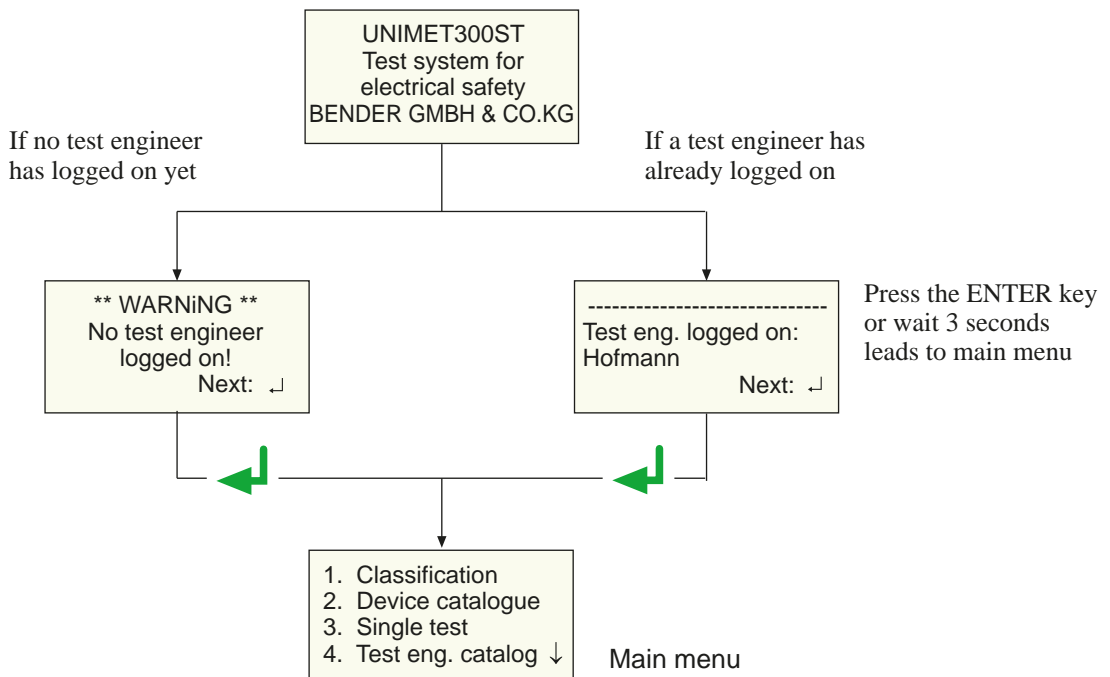 UNIMET300ST
Test system for
electrical safety
BENDER GMBH & CO.KG
If no test engineer
has logged on yet
If a test engineer has
already logged on
** WARNiNG **
No test engineer
logged on!
Next: ↵
------------------------------
Test eng. logged on:
Hofmann
Next: ↵
Press the ENTER key
or wait 3 seconds
leads to main menu
1. Classification
2. Device catalogue
3. Single test
4. Test eng. catalog ↓
Main menu